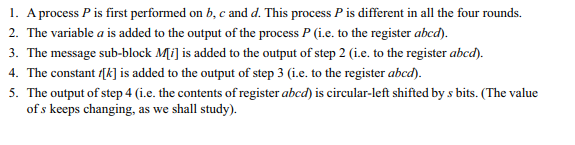 1. A process P is first performed on b, c and d. This process P is different in all the four rounds.
2. The variable a is added to the output of the process P (i.e. to the register abcd).
3. The message sub-block M[i] is added to the output of step 2 (i.e. to the register abcd).
4. The constant t[k] is added to the output of step 3 (i.e. to the register abcd).
5. The output of step 4 (i.e. the contents of register abcd) is circular-left shifted by s bits. (The value
of s keeps changing, as we shall study).